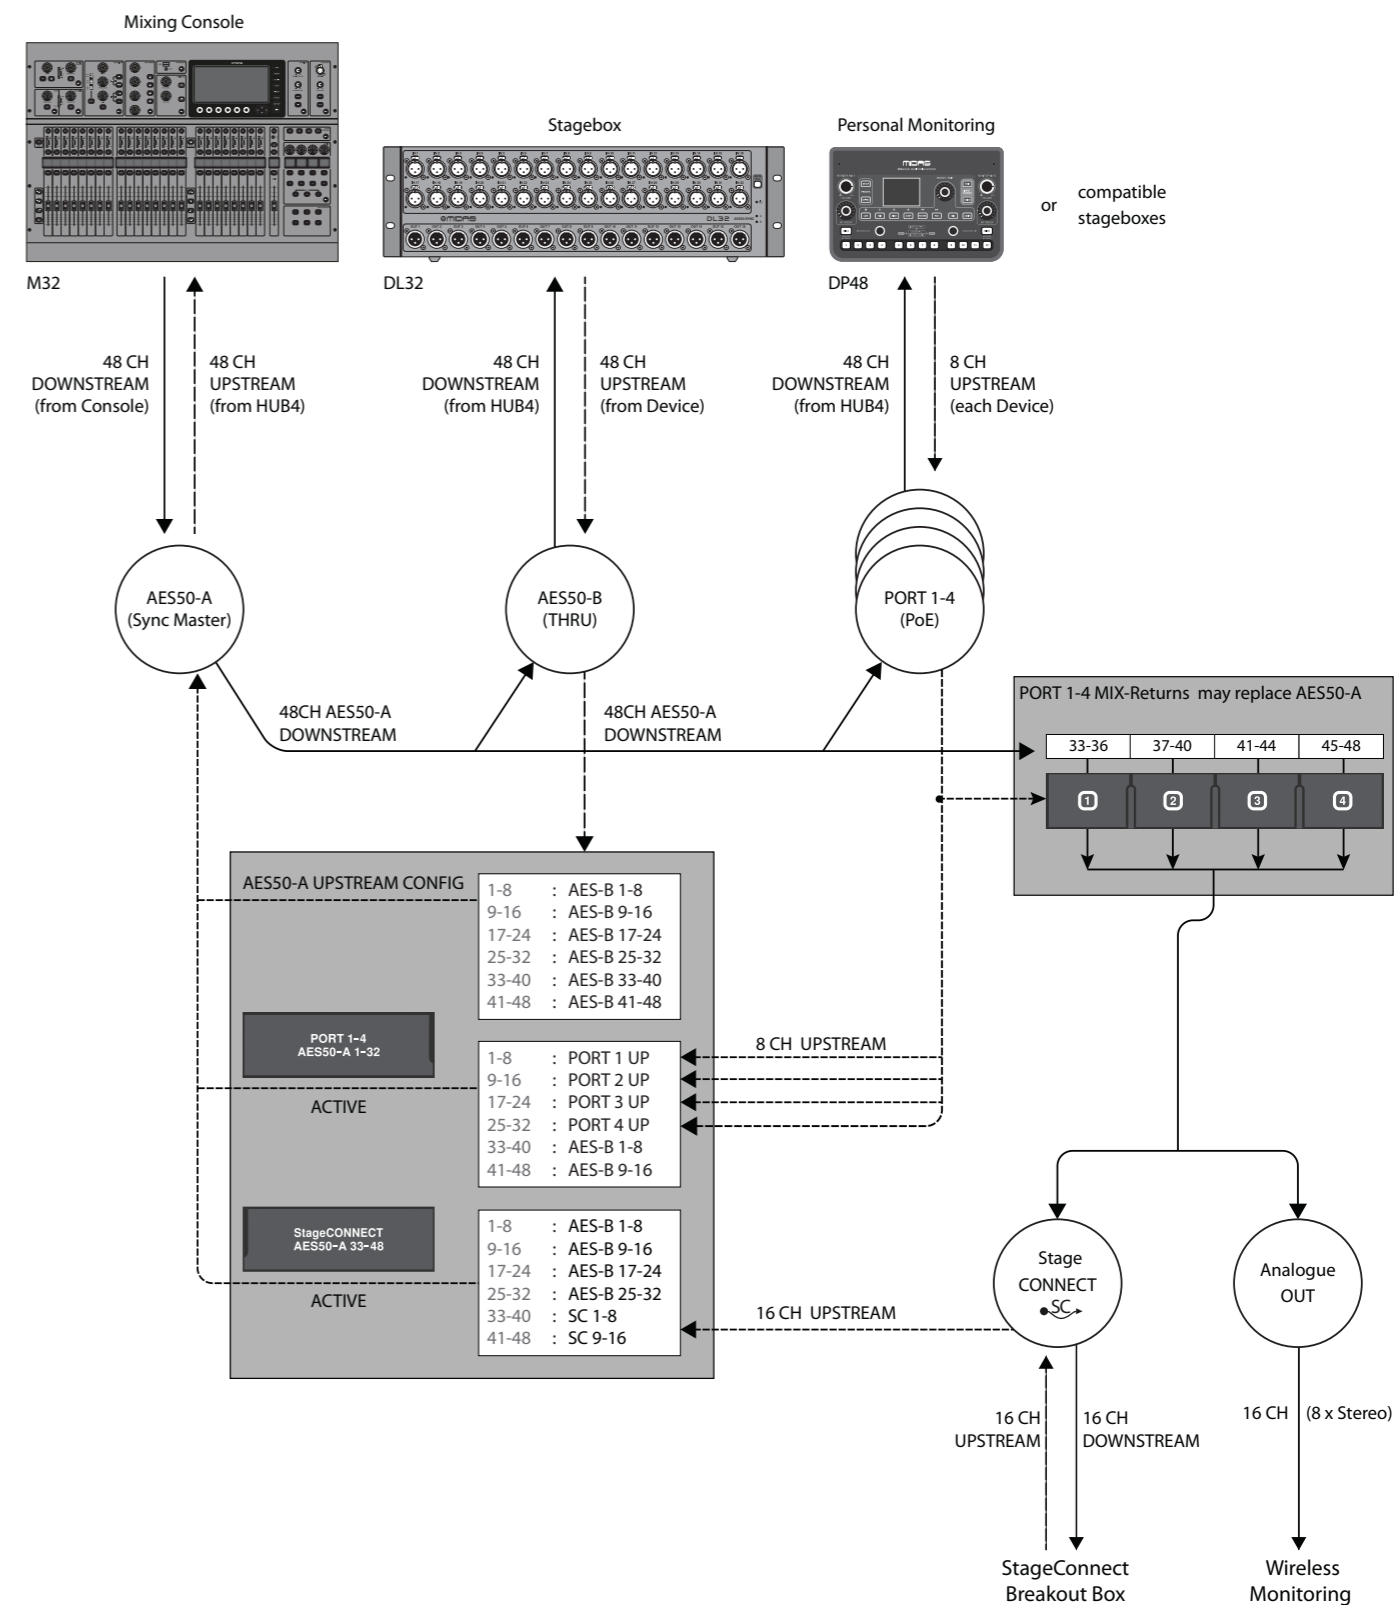 Mixing Console
Stagebox
Personal Monitoring
MIDAS
or
compatible
stageboxes
MIDAS
DL32
M32
DL32
DP48
48 CH
DOWNSTREAM
(from Console)
48 CH
UPSTREAM
(from HUB4)
48 CH
DOWNSTREAM
(from HUB4)
48 CH
UPSTREAM
(from Device)
48 CH
DOWNSTREAM
(from HUB4)
8 CH
UPSTREAM
(each Device)
AES50-A
(Sync Master)
AES50-B
(THRU)
PORT 1-4
(PoE)
48CH AES50-A
DOWNSTREAM
48CH AES50-A
DOWNSTREAM
PORT 1-4 MIX-Returns may replace AES50-A
33-36 37-40 41-44 45-48
1 2 3 4
AES50-A UPSTREAM CONFIG
1-8 : AES-B 1-8
9-16 : AES-B 9-16
17-24 : AES-B 17-24
25-32 : AES-B 25-32
33-40 : AES-B 33-40
41-48 : AES-B 41-48
PORT 1-4
AES50-A 1-32
ACTIVE
1-8 : PORT 1 UP
9-16 : PORT 2 UP
17-24 : PORT 3 UP
25-32 : PORT 4 UP
33-40 : AES-B 1-8
41-48 : AES-B 9-16
8 CH UPSTREAM
StageCONNECT
AES50-A 33-48
ACTIVE
1-8 : AES-B 1-8
9-16 : AES-B 9-16
17-24 : AES-B 17-24
25-32 : AES-B 25-32
33-40 : SC 1-8
41-48 : SC 9-16
16 CH UPSTREAM
Stage
CONNECT
SC
Analogue
OUT
16 CH
UPSTREAM
16 CH
DOWNSTREAM
16 CH (8 x Stereo)
StageConnect
Breakout Box
Wireless
Monitoring